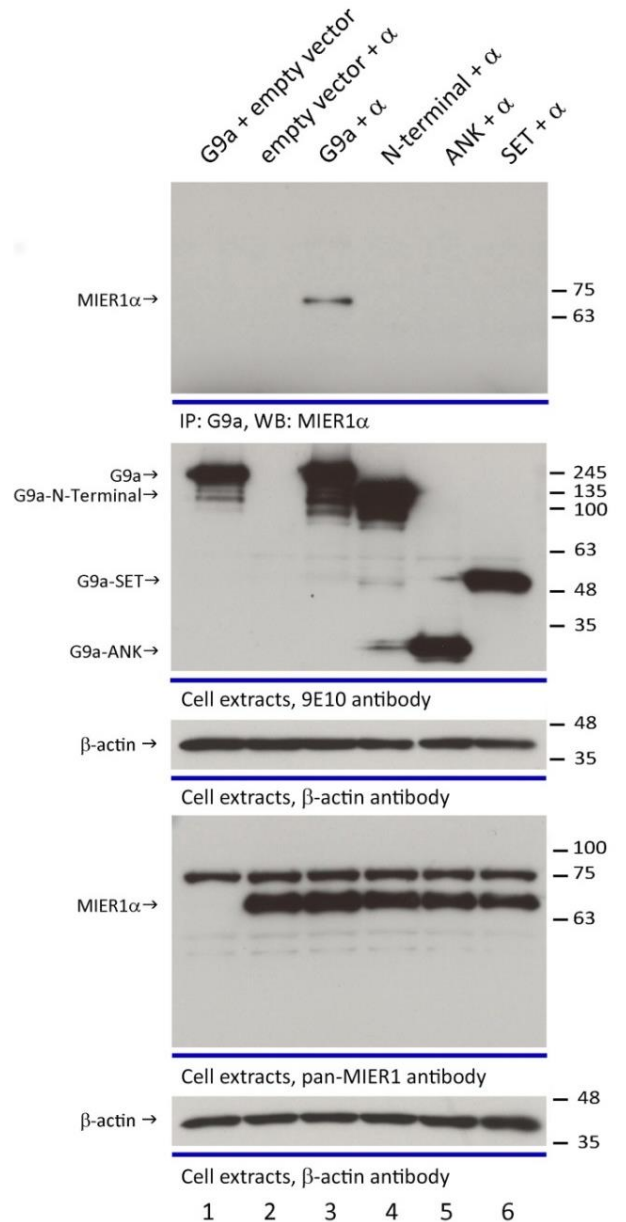 G9a + empty vector
empty vector + α
G9a + α
N-terminal + α
ANK + α
SET + α
MIER1α→
75
63
IP: G9a, WB: MIER1α
G9a→
G9a-N-Terminal→
G9a-SET→
G9a-ANK→
245
135
100
63
48
35
Cell extracts, 9E10 antibody
β-actin →
48
35
Cell extracts, β-actin antibody
MIER1α→
100
75
63
Cell extracts, pan-MIER1 antibody
β-actin →
48
35
Cell extracts, β-actin antibody
1 2 3 4 5 6